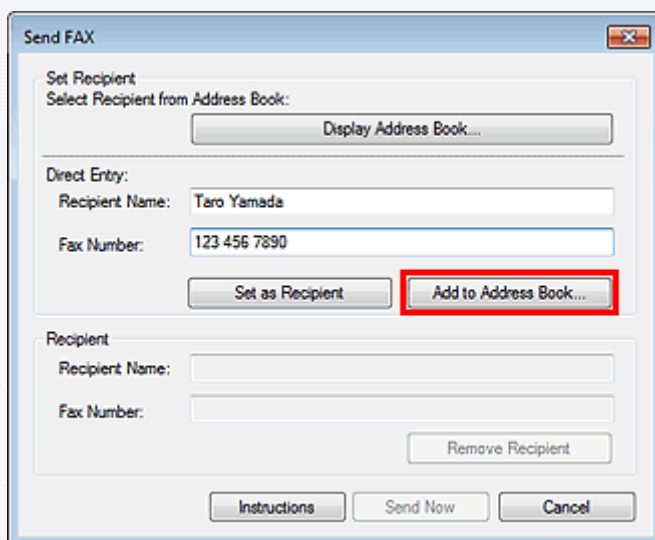 Send FAX
Set Recipient
Select Recipient from Address Book:
Display Address Book...
Direct Entry:
Recipient Name: Taro Yamada
Fax Number: 123 456 7890
Set as Recipient Add to Address Book...
Recipient
Recipient Name:
Fax Number:
Remove Recipient
Instructions Send Now Cancel